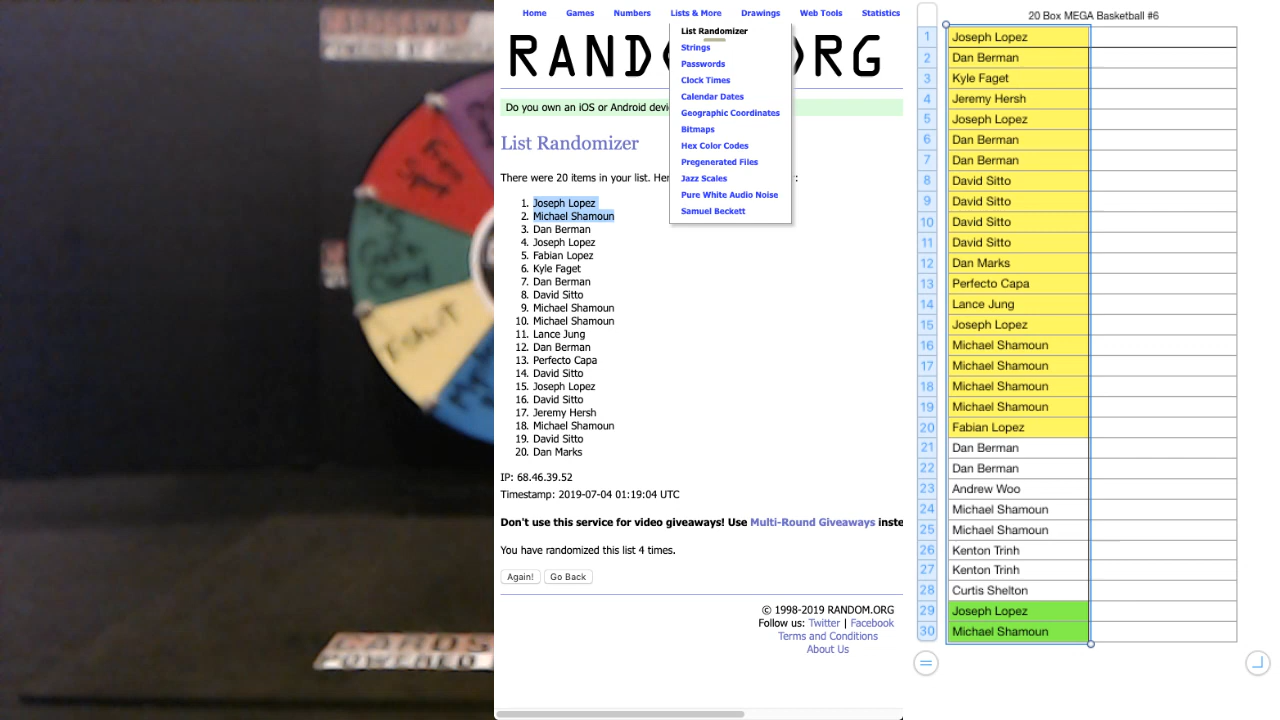 Home Games Numbers Lists & More Drawings Web Tools Statistics
List Randomizer
Strings
Passwords
Clock Times
Calendar Dates
Geographic Coordinates
Bitmaps
Hex Color Codes
Pregenerated Files
Jazz Scales
Pure White Audio Noise
Samuel Beckett
RAND RG
Do you own an iOS or Android devi
List Randomizer
There were 20 items in your list. Her r:
1. Joseph Lopez
2. Michael Shamoun
3. Dan Berman
4. Joseph Lopez
5. Fabian Lopez
6. Kyle Faget
7. Dan Berman
8. David Sitto
9. Michael Shamoun
10. Michael Shamoun
11. Lance Jung
12. Dan Berman
13. Perfecto Capa
14. David Sitto
15. Joseph Lopez
16. David Sitto
17. Jeremy Hersh
18. Michael Shamoun
19. David Sitto
20. Dan Marks
IP: 68.46.39.52
Timestamp: 2019-07-04 01:19:04 UTC
Don't use this service for video giveaways! Use Multi-Round Giveaways inste
You have randomized this list 4 times.
Again! Go Back
© 1998-2019 RANDOM.ORG
Follow us: Twitter | Facebook
Terms and Conditions
About Us
20 Box MEGA Basketball #6
1 Joseph Lopez
2 Dan Berman
3 Kyle Faget
4 Jeremy Hersh
5 Joseph Lopez
6 Dan Berman
7 Dan Berman
8 David Sitto
9 David Sitto
10 David Sitto
11 David Sitto
12 Dan Marks
13 Perfecto Capa
14 Lance Jung
15 Joseph Lopez
16 Michael Shamoun
17 Michael Shamoun
18 Michael Shamoun
19 Michael Shamoun
20 Fabian Lopez
21 Dan Berman
22 Dan Berman
23 Andrew Woo
24 Michael Shamoun
25 Michael Shamoun
26 Kenton Trinh
27 Kenton Trinh
28 Curtis Shelton
29 Joseph Lopez
30 Michael Shamoun